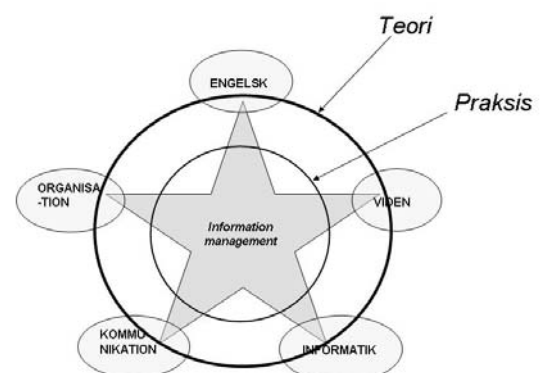 Teori
Praksis
ENGELSK
ORGANISA
-TION
VIDEN
Information
management
KOMMU
NIKATION
INFORMATIK